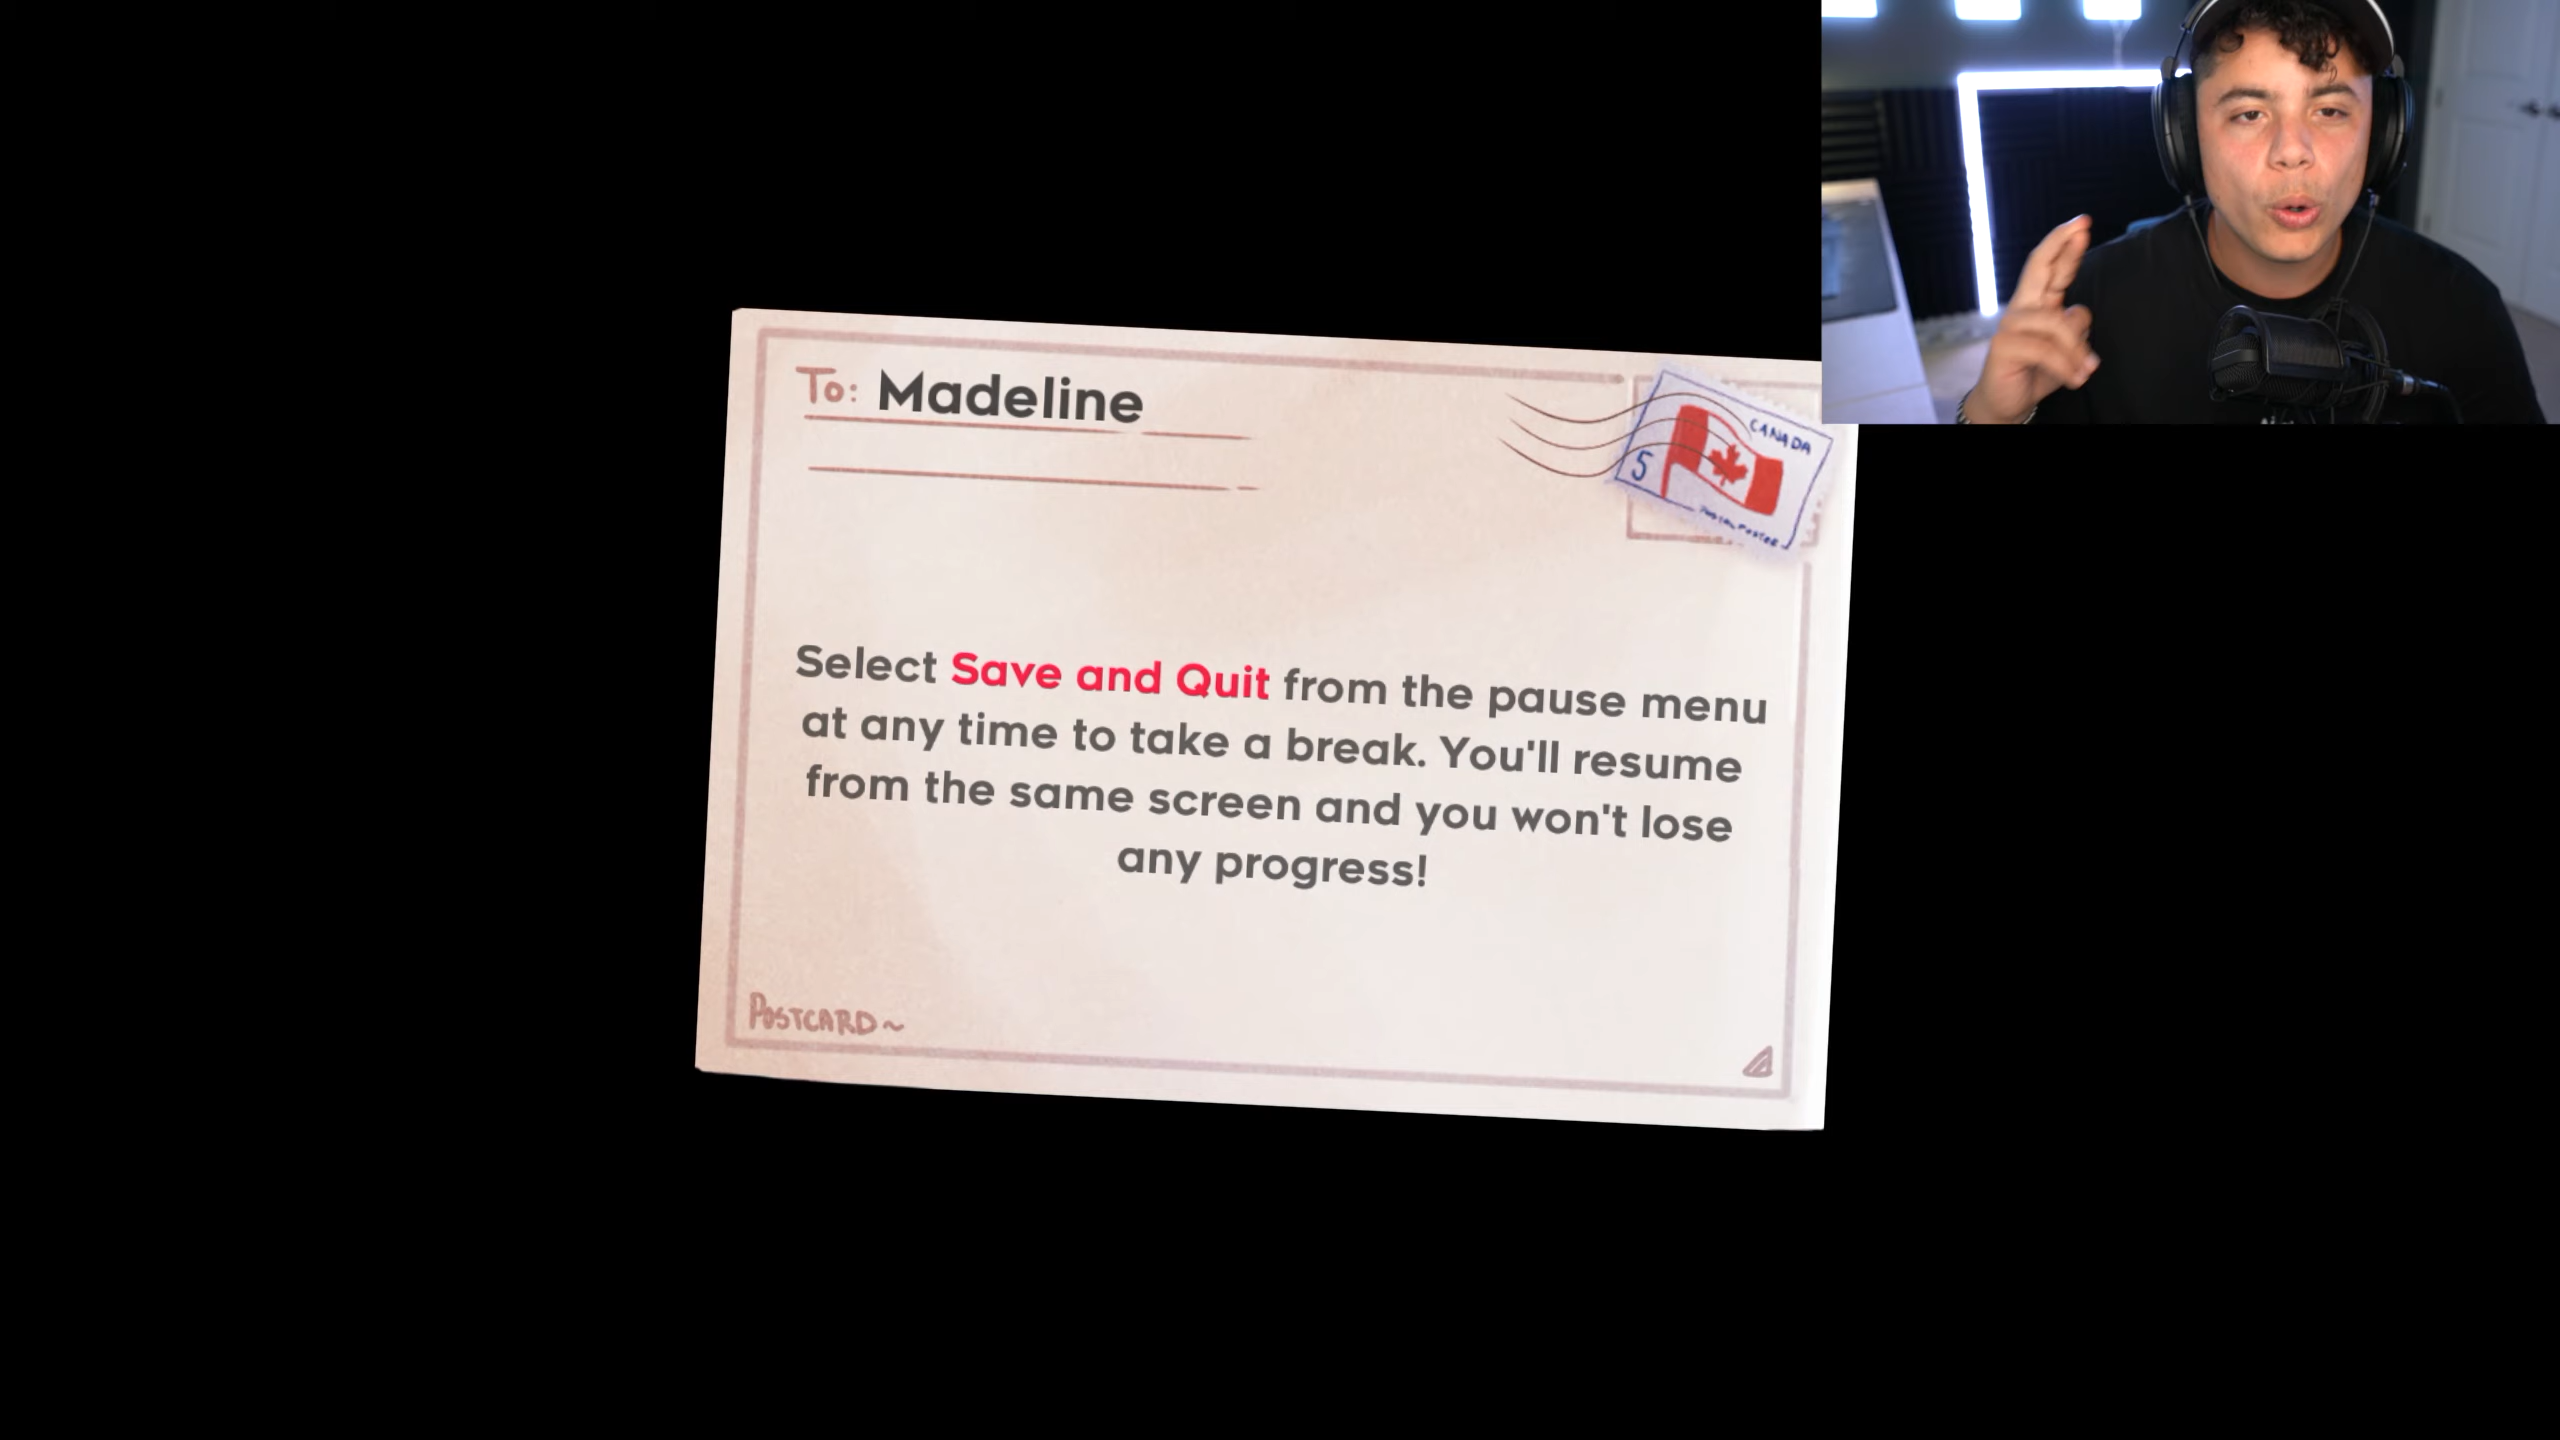 To: Madeline
CANADA
5
Select Save and Quit from the pause menu
at any time to take a break. You'll resume
from the same screen and you won't lose
any progress!
POSTCARD~